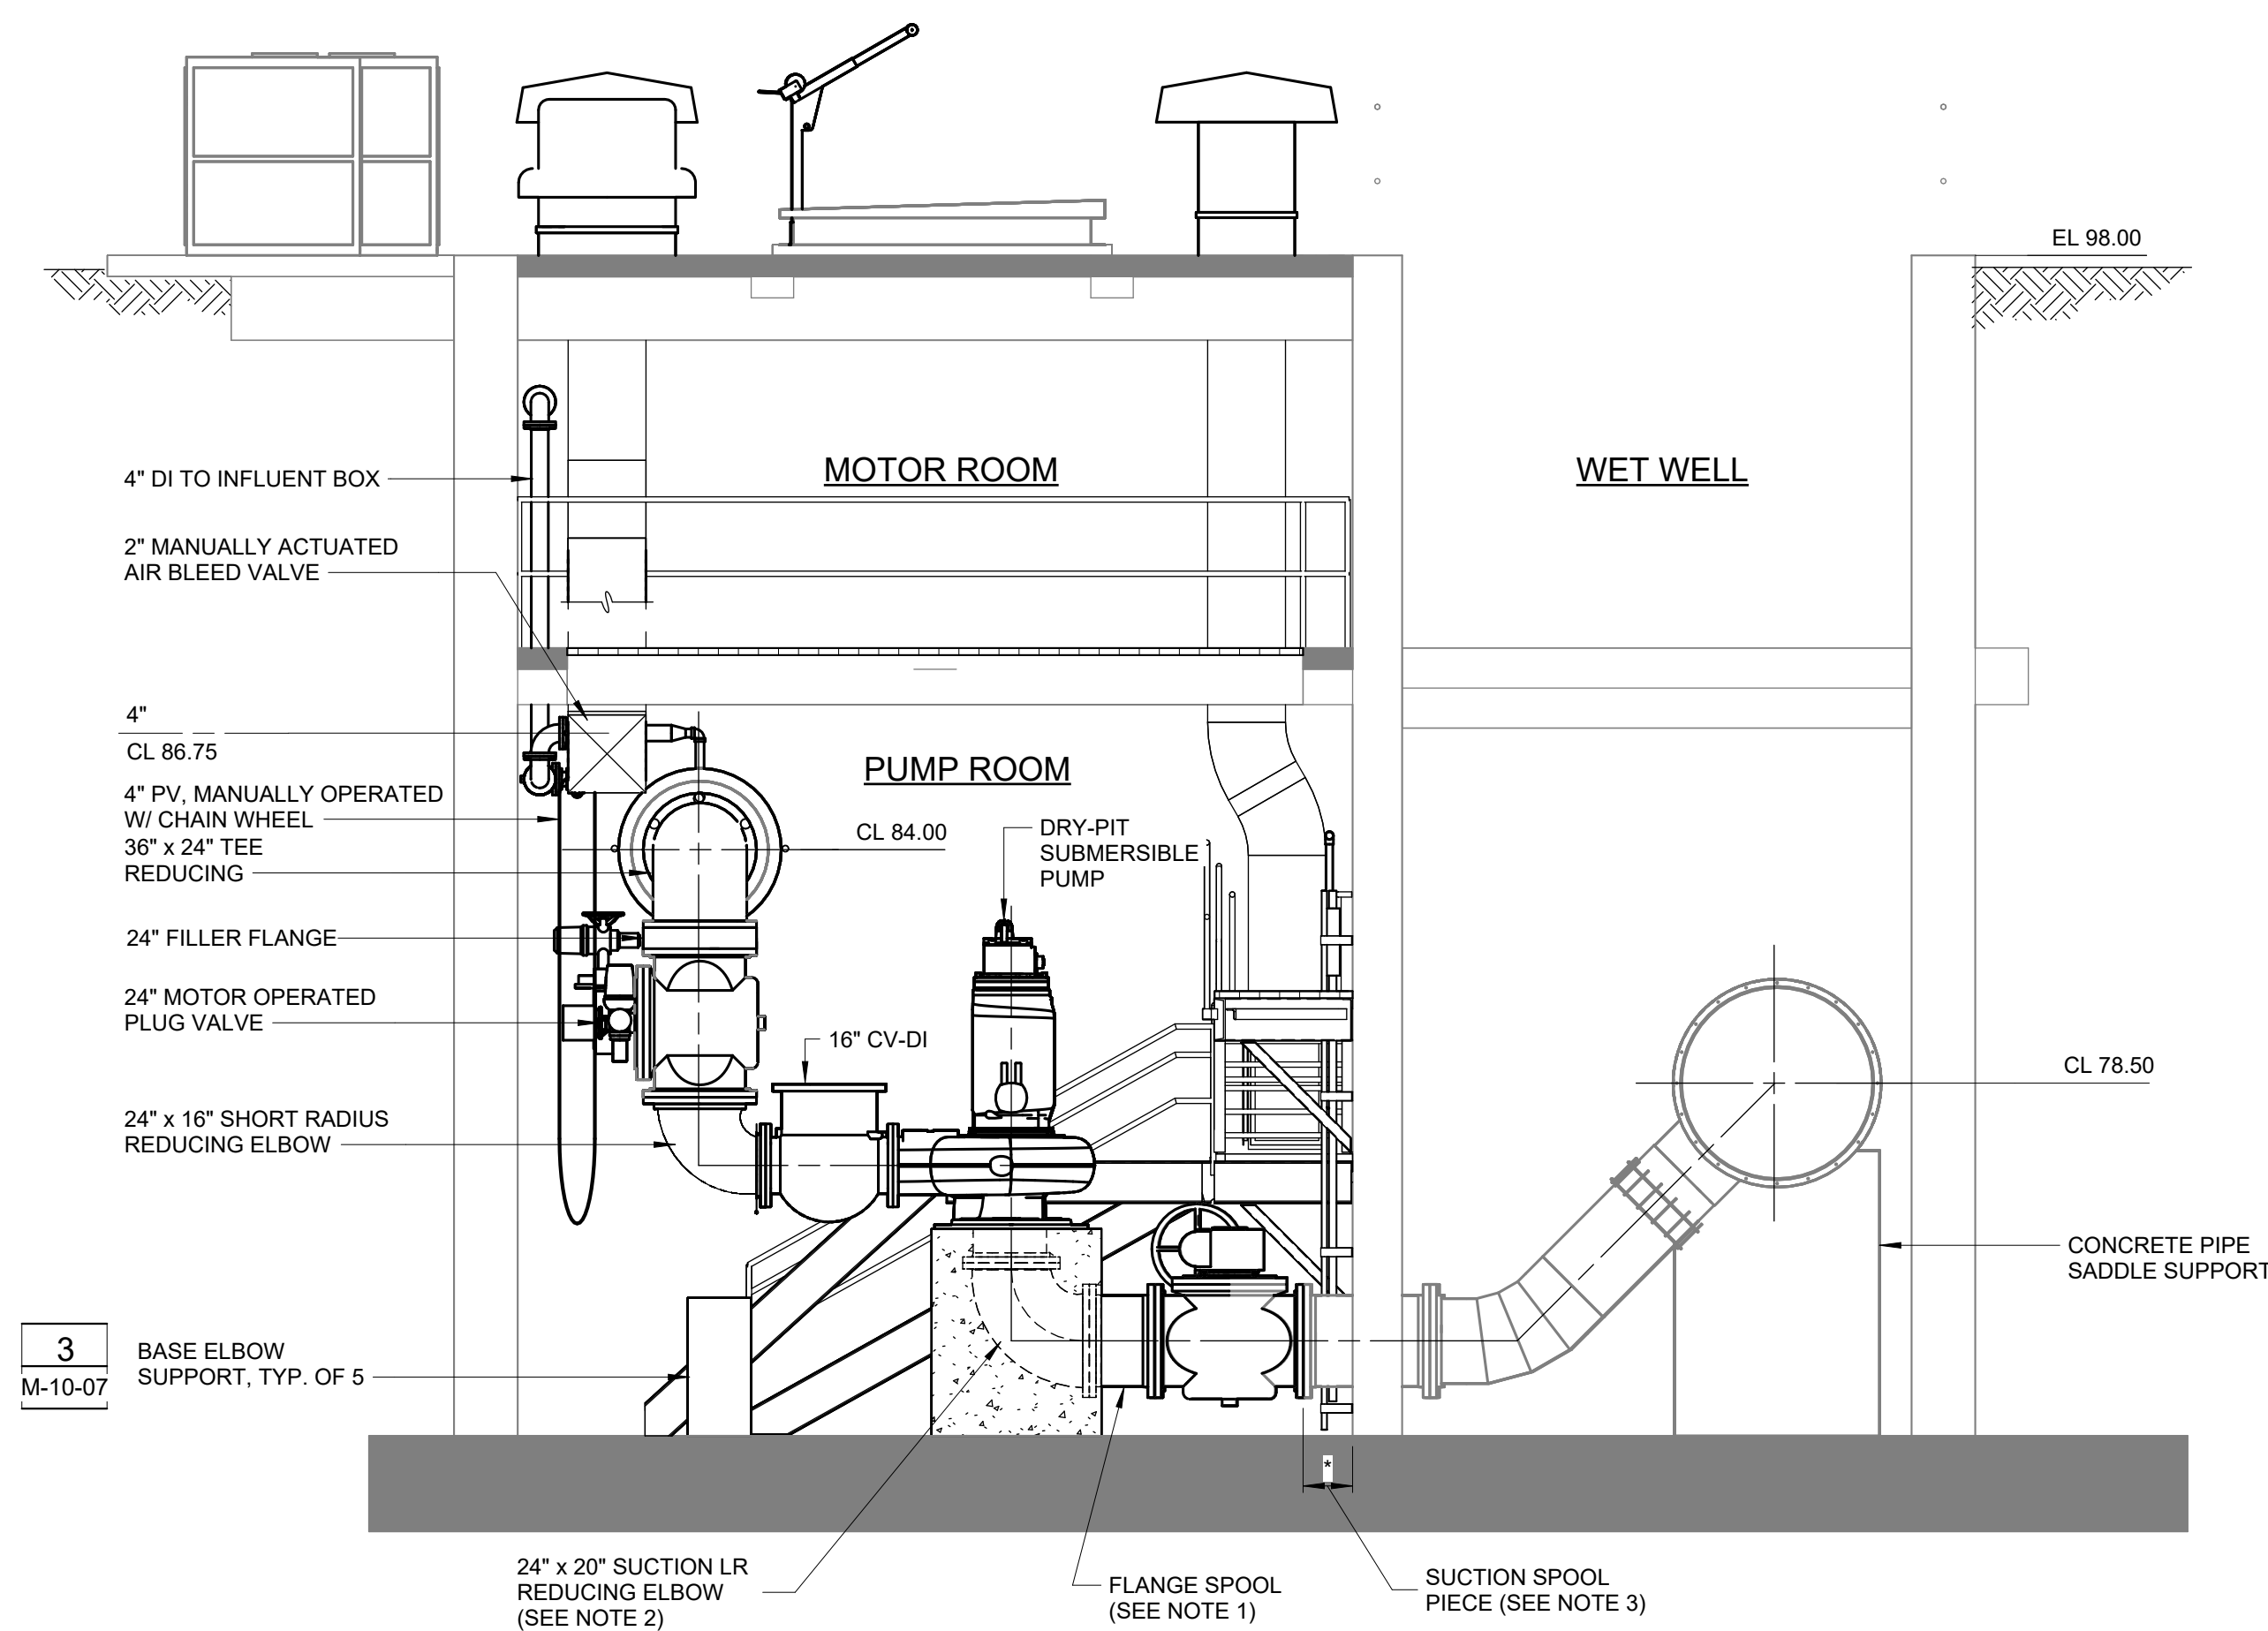 EL 98.00
4" DI TO INFLUENT BOX
MOTOR ROOM
WET WELL
2" MANUALLY ACTUATED
AIR BLEED VALVE
4"
CL 86.75
PUMP ROOM
4" PV, MANUALLY OPERATED
W/ CHAIN WHEEL
36" x 24" TEE
REDUCING
CL 84.00
DRY-PIT
SUBMERSIBLE
PUMP
24" FILLER FLANGE
24" MOTOR OPERATED
PLUG VALVE
16" CV-DI
CL 78.50
24" x 16" SHORT RADIUS
REDUCING ELBOW
CONCRETE PIPE
SADDLE SUPPORT
3
M-10-07
BASE ELBOW
SUPPORT, TYP. OF 5
*
24" x 20" SUCTION LR
REDUCING ELBOW
(SEE NOTE 2)
FLANGE SPOOL
(SEE NOTE 1)
SUCTION SPOOL
PIECE (SEE NOTE 3)